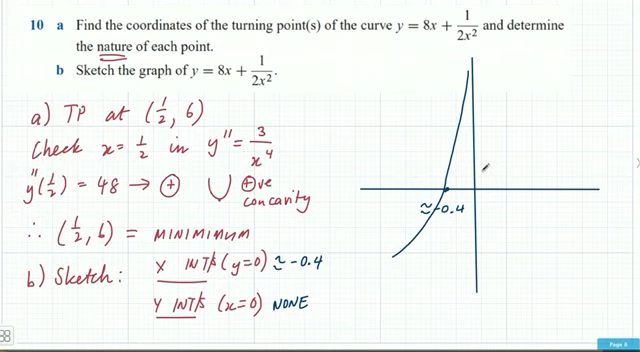 10 a Find the coordinates of the turning point(s) of the curve y = 8x + 1/(2x²) and determine
the nature of each point.
b Sketch the graph of y = 8x + 1/(2x²).
a) TP at (1/2, 6)
Check x = 1/2 in y'' = 3/x⁴
y''(1/2) = 48 → ⊕ ∪ ⊕ve
concavity
∴ (1/2, 6) = MINIMIMUM
b) Sketch: X INT/s (y=0) ≈ -0.4
Y INT/s (x=0) NONE
≈ -0.4
Page 8